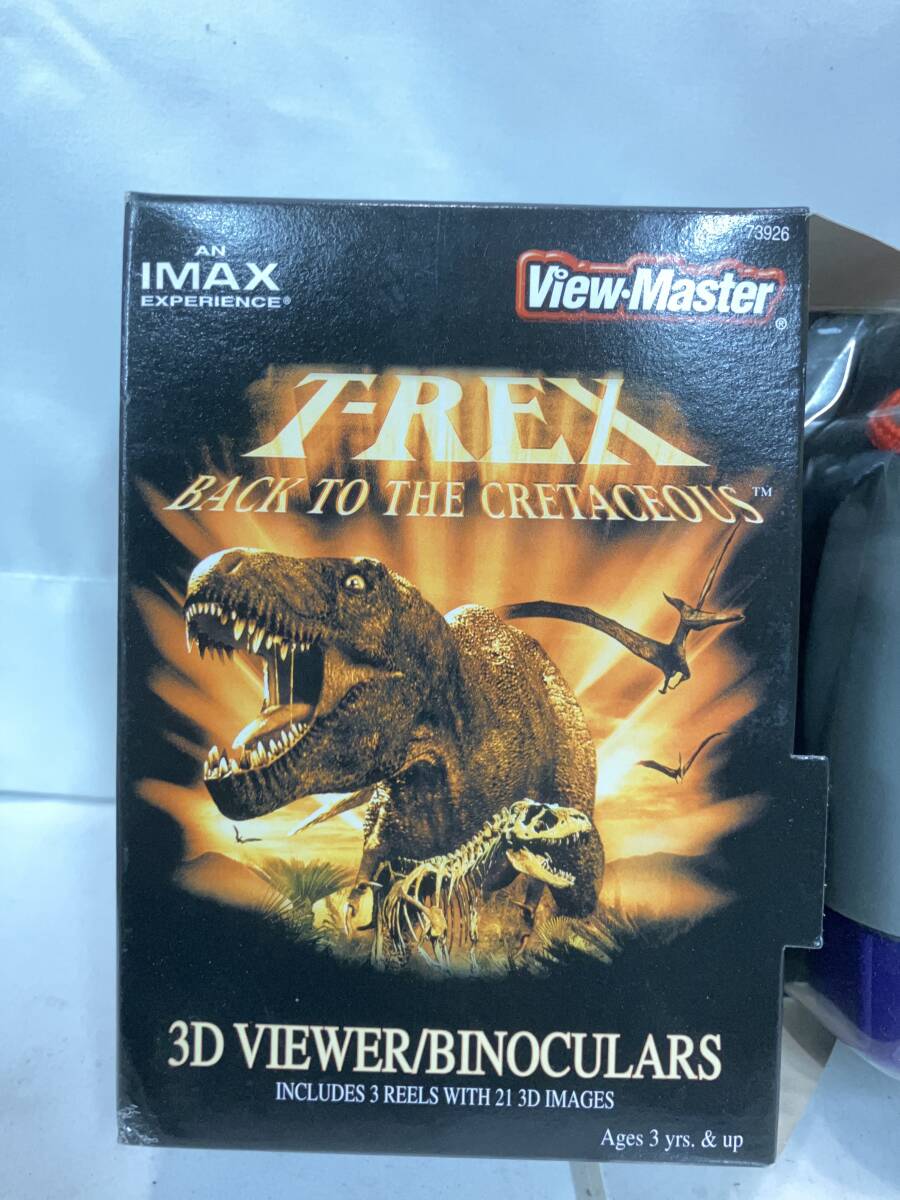 73926
AN
IMAX
EXPERIENCE®
View-Master®
T-REX
BACK TO THE CRETACEOUS™
3D VIEWER/BINOCULARS
INCLUDES 3 REELS WITH 21 3D IMAGES
Ages 3 yrs. & up